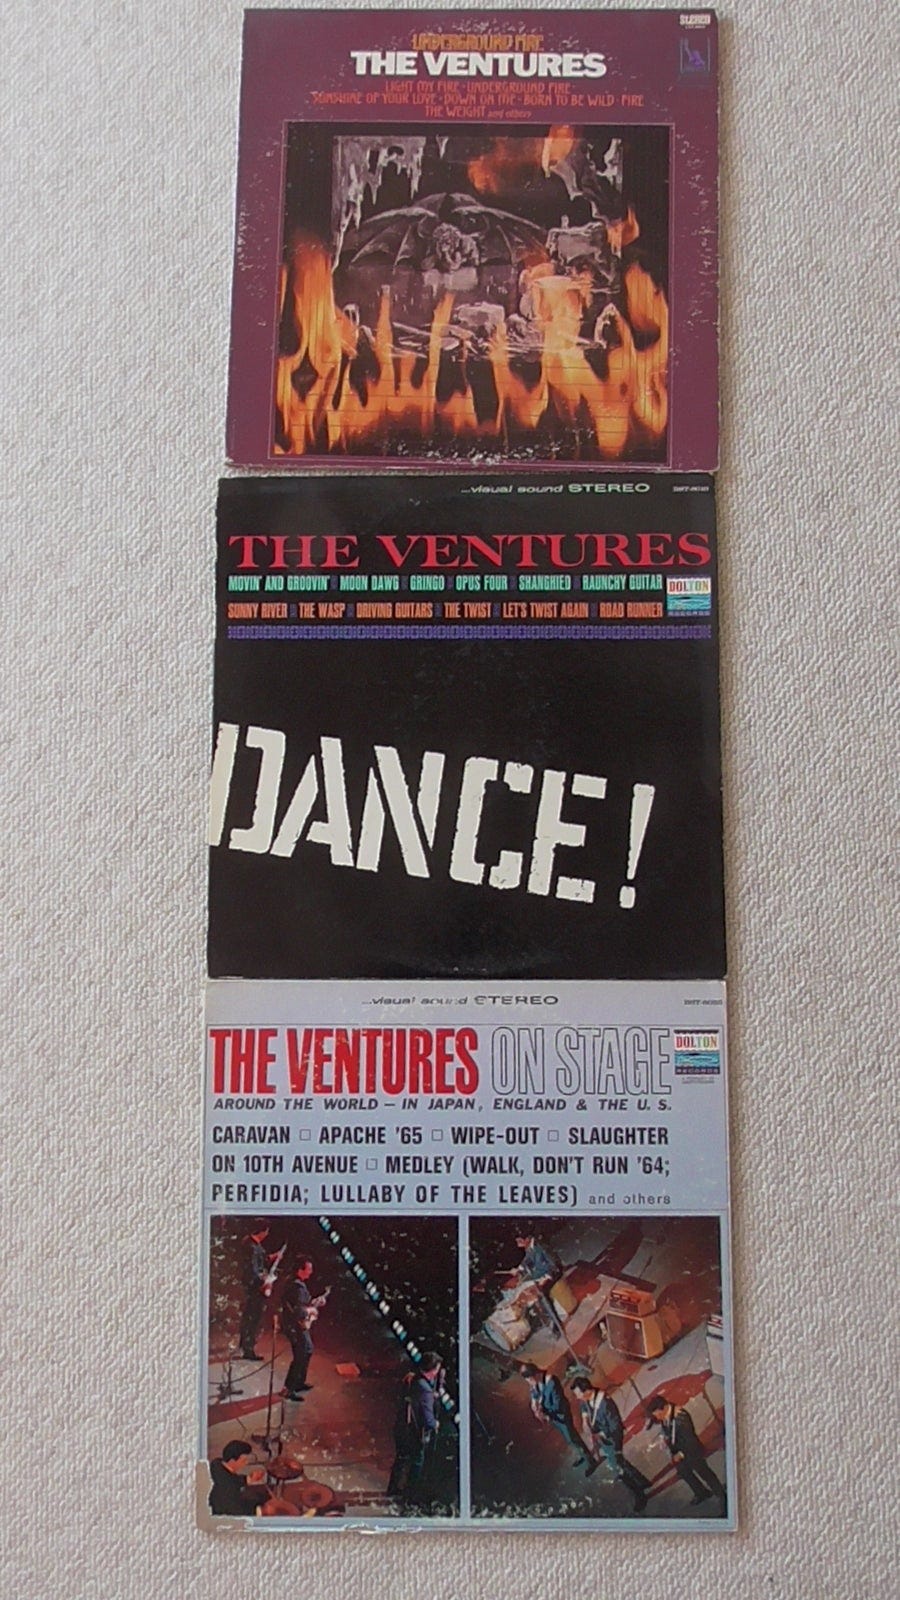 STEREO
UNDERGROUND FIRE
THE VENTURES
LIGHT MY FIRE · UNDERGROUND FIRE
SUNSHINE OF YOUR LOVE · DOWN ON ME · BORN TO BE WILD · FIRE
THE WEIGHT and others
...visual sound STEREO
THE VENTURES
MOVIN' AND GROOVIN' MOON DAWG GRINGO OPUS FOUR SHANGHIED RAUNCHY GUITAR
DOLTON
RECORDS
SUNNY RIVER THE WASP DRIVING GUITARS THE TWIST LET'S TWIST AGAIN ROAD RUNNER
DANCE!
...visual sound STEREO
THE VENTURES ON STAGE
DOLTON
RECORDS
AROUND THE WORLD — IN JAPAN, ENGLAND & THE U. S.
CARAVAN □ APACHE '65 □ WIPE-OUT □ SLAUGHTER
ON 10TH AVENUE □ MEDLEY (WALK, DON'T RUN '64;
PERFIDIA; LULLABY OF THE LEAVES) and others